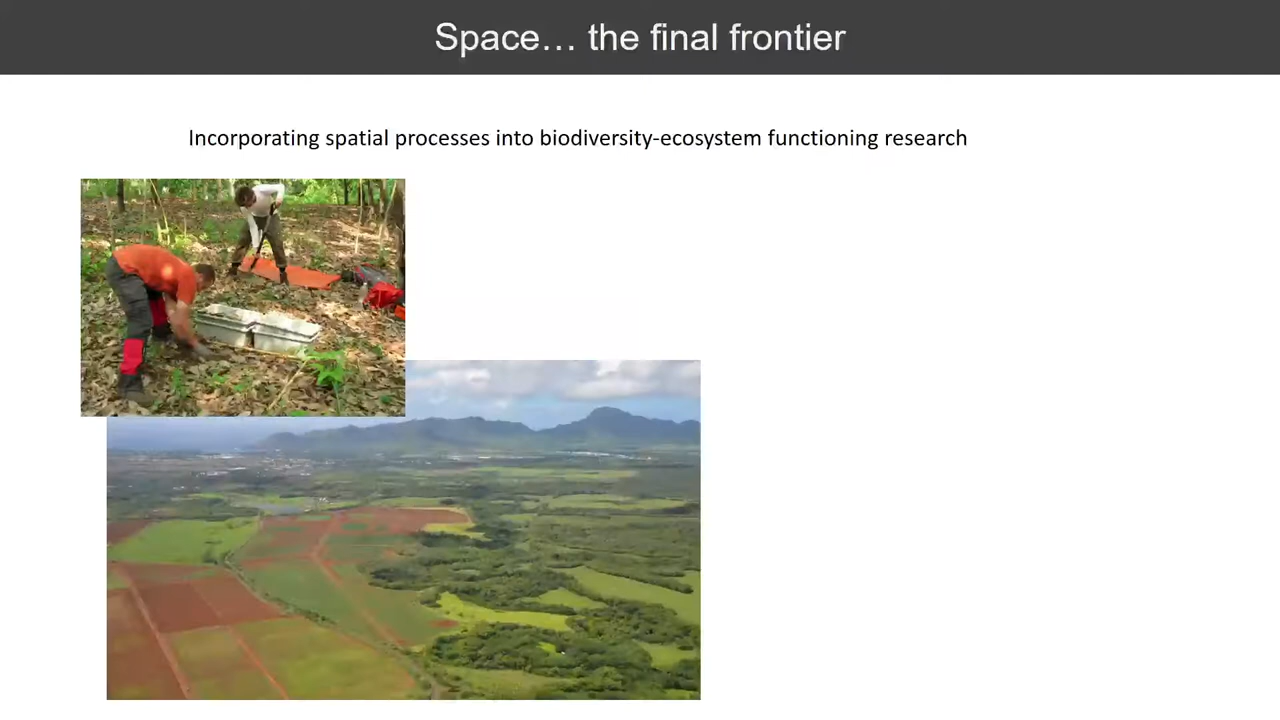 Space… the final frontier
Incorporating spatial processes into biodiversity-ecosystem functioning research